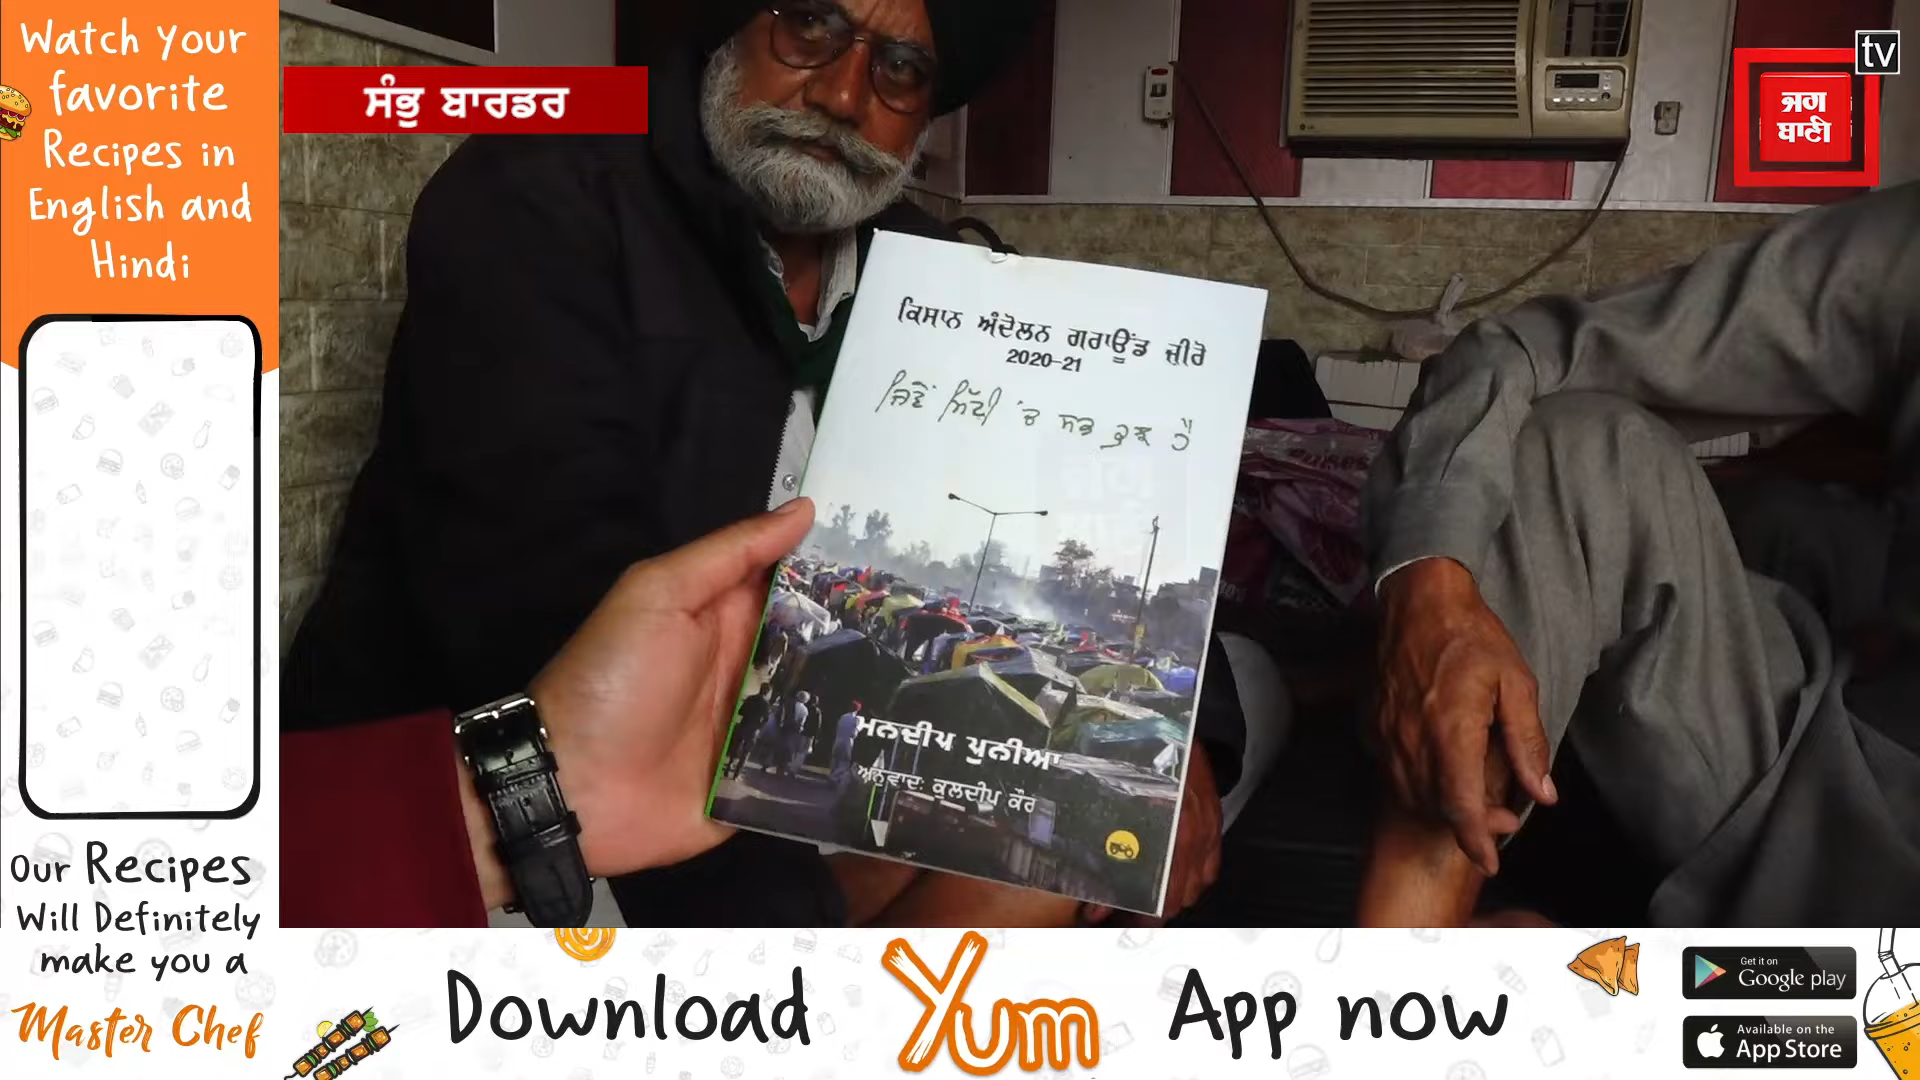 Watch your
favorite
Recipes in
English and
Hindi
ਸੰਭੂ ਬਾਰਡਰ
tv
ਜਗ
ਬਾਣੀ
ਕਿਸਾਨ ਅੰਦੋਲਨ ਗਰਾਊਂਡ ਜ਼ੀਰੋ
2020-21
ਜਿਵੇਂ ਮਿੱਟੀ 'ਚ ਸਭ ਕੁਝ ਹੈ
ਮਨਦੀਪ ਪੁਨੀਆ
ਅਨੁਵਾਦ: ਕੁਲਦੀਪ ਕੌਰ
Our Recipes
Will Definitely
make you a
Master Chef
Download Yum App now
Get it on
Google play
Available on the
App Store